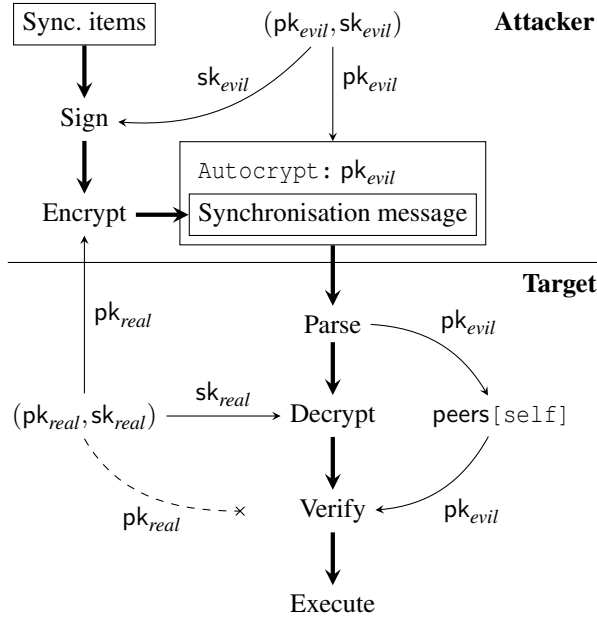 Sync. items
(pk_evil, sk_evil)
Attacker
sk_evil
pk_evil
Sign
Autocrypt: pk_evil
Encrypt
Synchronisation message
Target
pk_real
Parse
pk_evil
(pk_real, sk_real)
sk_real
Decrypt
peers[self]
pk_real
Verify
pk_evil
Execute